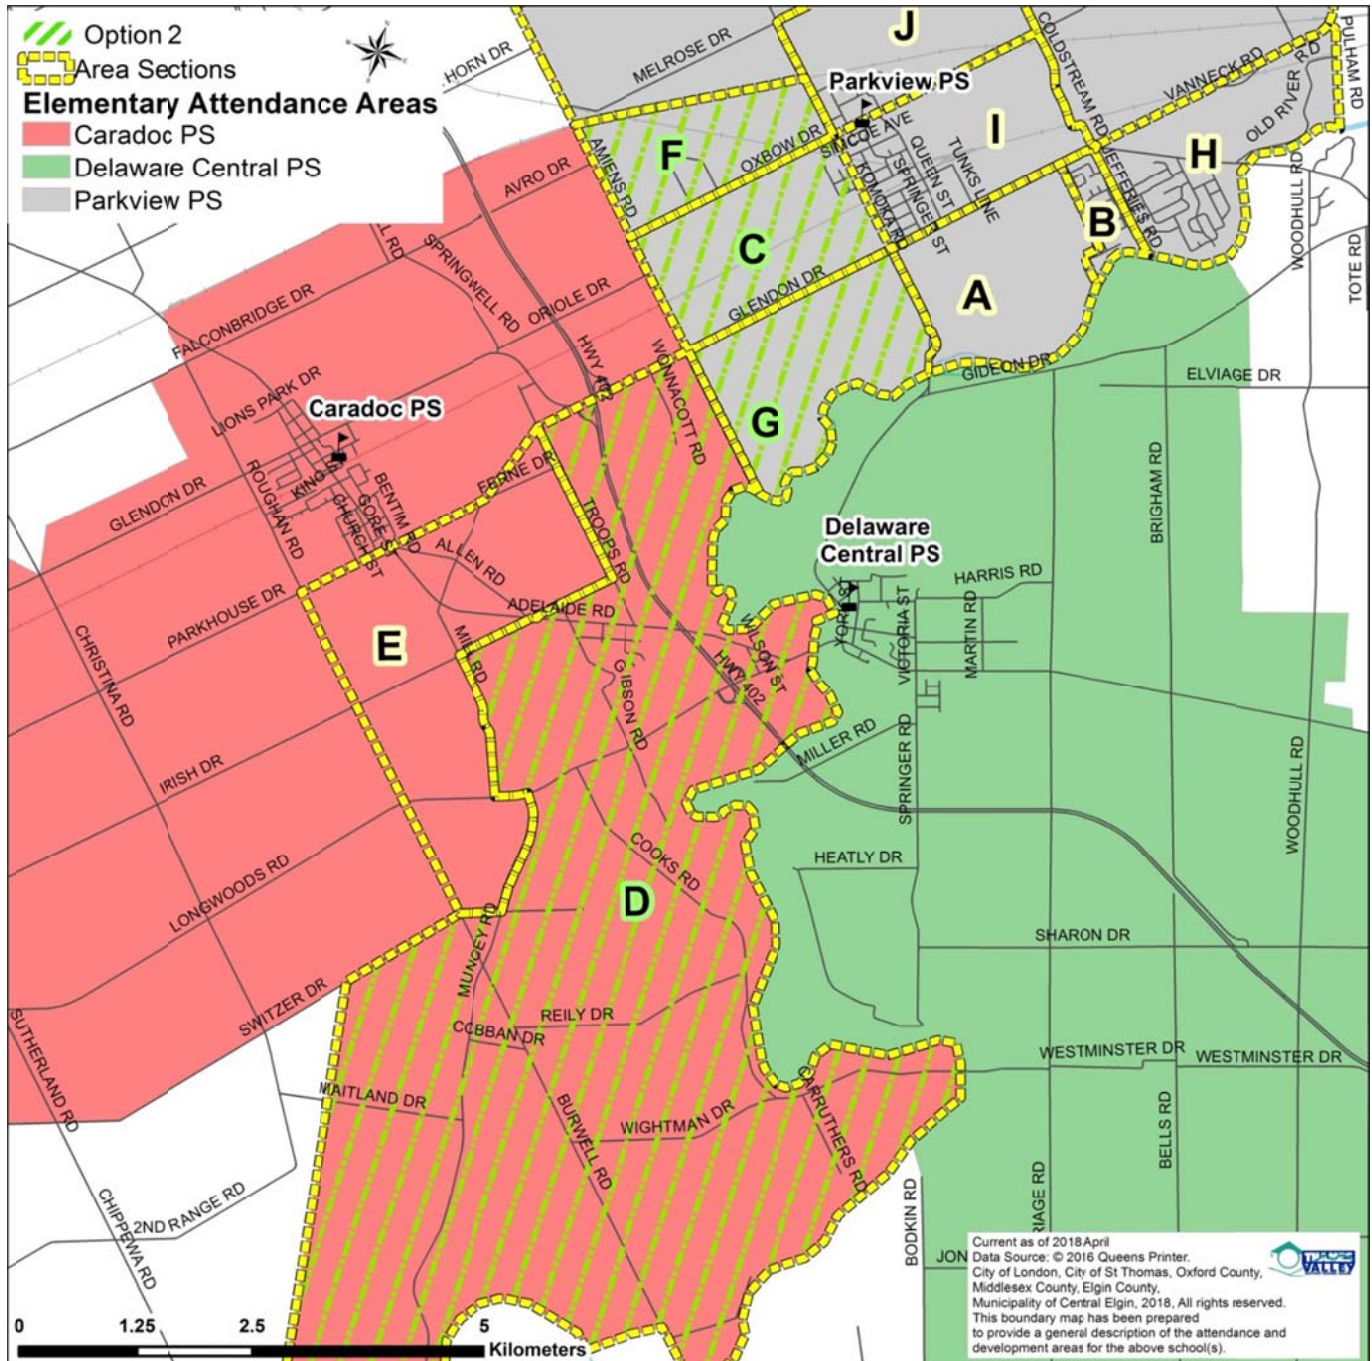 Option 2
Area Sections
Elementary Attendance Areas
Caradoc PS
Delaware Central PS
Parkview PS
HORN DR
MELROSE DR
J
COLDSTREAM RD
PULHAM RD
Parkview PS
VANNECK RD
OLD RIVER RD
I
H
F
OXBOW DR
AMIENS RD
AVRO DR
QUEEN ST
TUNKS LINE
SPRINGER ST
KOMOKA RD
JEFFERIES RD
B
WOODHULL RD
TOTE RD
C
GLENDON DR
A
SPRINGWELL RD
ORIOLE DR
FALCONBRIDGE DR
HWY 402
WONNACOTT RD
GIDEON DR
ELVIAGE DR
LIONS PARK DR
Caradoc PS
G
GLENDON DR
ROUGHAN RD
KING
CHURCH ST
GORE ST
BENTIM RD
FERNE DR
TROOPS RD
BRIGHAM RD
Delaware
Central PS
ALLEN RD
HARRIS RD
ADELAIDE RD
PARKHOUSE DR
CHRISTINA RD
E
MILL RD
WILSON ST
VICTORIA ST
MARTIN RD
GIBSON RD
HWY 402
IRISH DR
MILLER RD
SPRINGER RD
WOODHULL RD
LONGWOODS RD
COOKS RD
HEATLY DR
D
SHARON DR
MUNCEY RD
SWITZER DR
SUTHERLAND RD
REILY DR
COBBAN DR
WESTMINSTER DR
WESTMINSTER DR
MAITLAND DR
BURWELL RD
WIGHTMAN DR
CARRUTHERS RD
BELLS RD
CHIPPEWA RD
2ND RANGE RD
BODKIN RD
Current as of 2018April
Data Source: © 2016 Queens Printer,
City of London, City of St Thomas, Oxford County,
Middlesex County, Elgin County,
Municipality of Central Elgin, 2018, All rights reserved.
This boundary map has been prepared
to provide a general description of the attendance and
development areas for the above school(s).
VALLEY
0 1.25 2.5 5
Kilometers